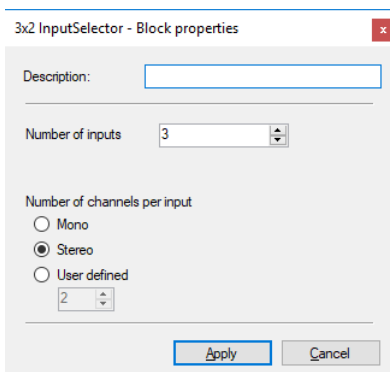 3x2 InputSelector - Block properties
x
Description:
Number of inputs 3
Number of channels per input
Mono
Stereo
User defined
2
Apply Cancel